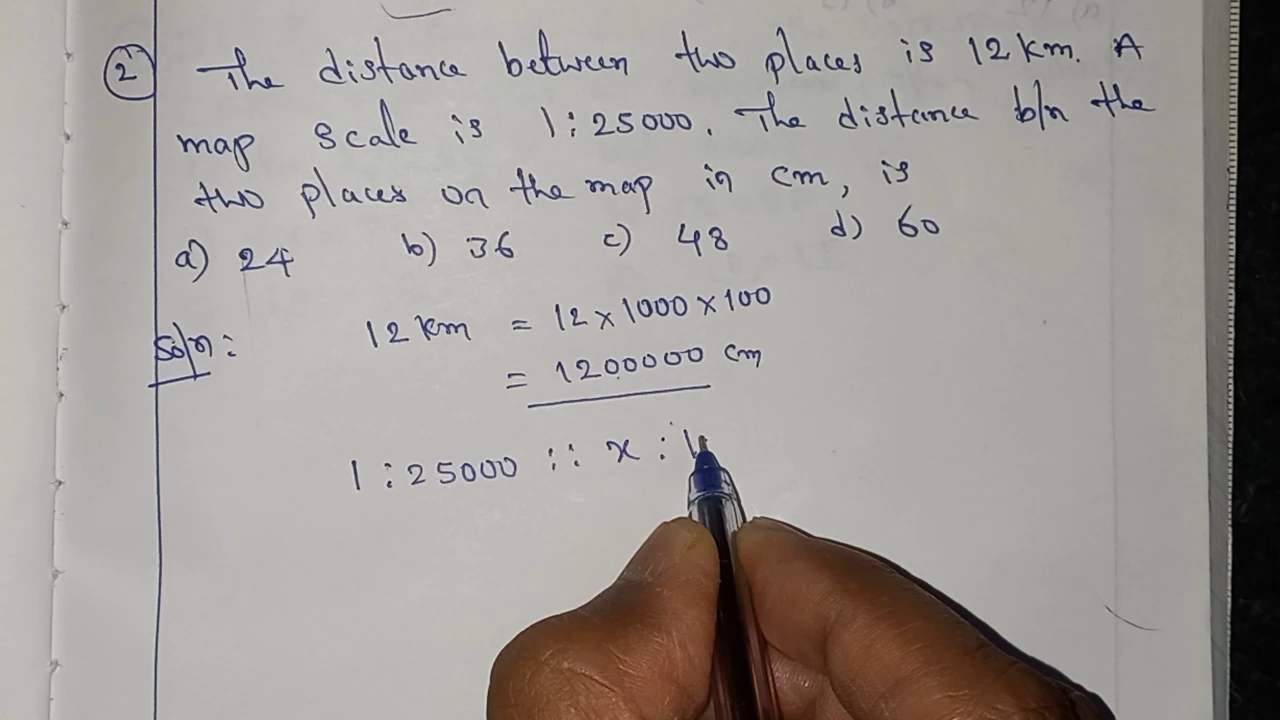 2 The distance between two places is 12 km. A
map scale is 1:25000. The distance b/n the
two places on the map in cm, is
a) 24 b) 36 c) 48 d) 60
Soln: 12 km = 12 x 1000 x 100
= 1200000 cm
1 : 25000 :: x : 1